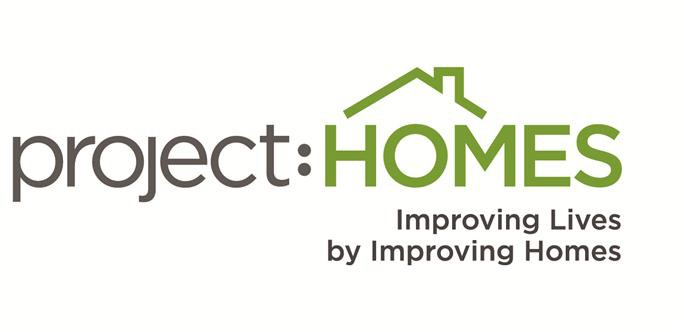 project:HOMES
Improving Lives
by Improving Homes